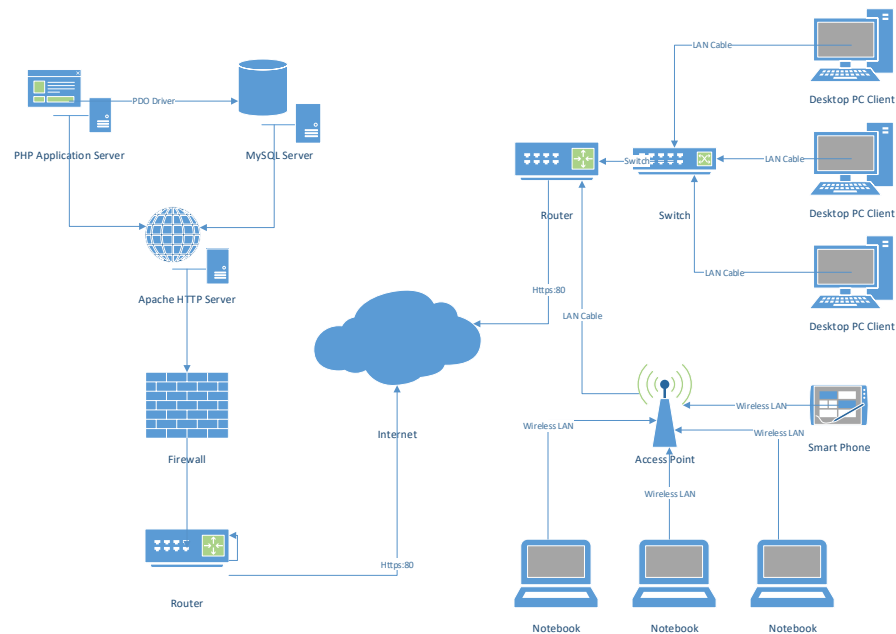 LAN Cable
Desktop PC Client
PDO Driver
PHP Application Server
MySQL Server
Switch
LAN Cable
Router
Switch
Desktop PC Client
LAN Cable
Apache HTTP Server
Https:80
LAN Cable
Desktop PC Client
Internet
Wireless LAN
Wireless LAN
Wireless LAN
Smart Phone
Firewall
Access Point
Wireless LAN
Https:80
Router
Notebook
Notebook
Notebook